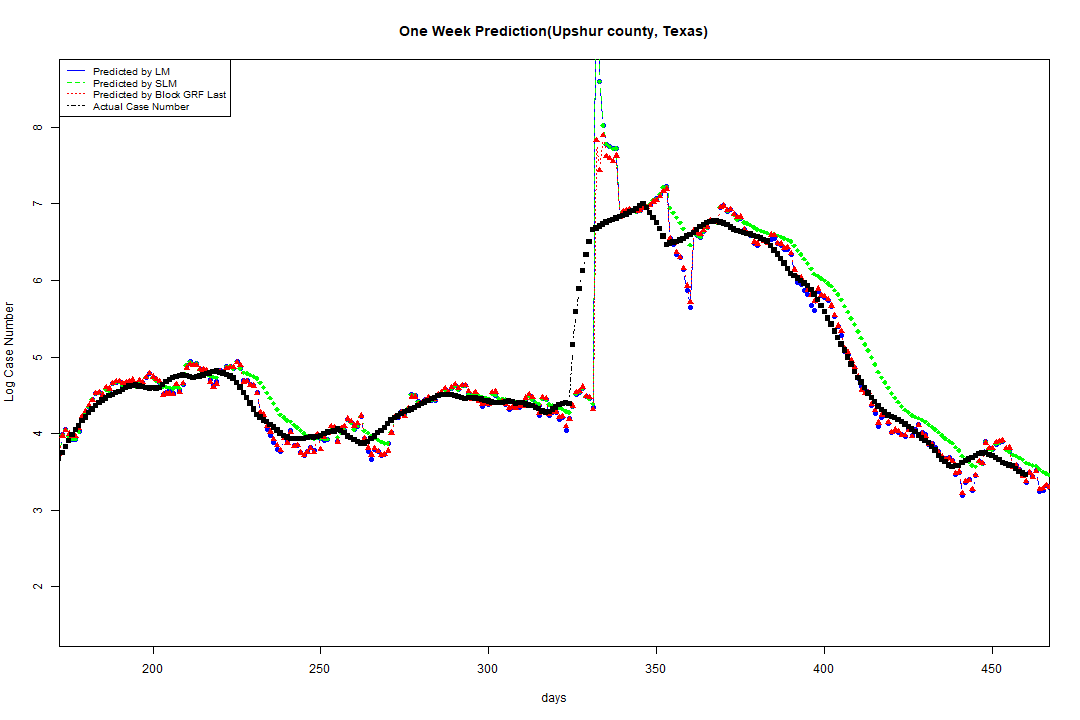 One Week Prediction(Upshur county, Texas)
Predicted by LM
Predicted by SLM
Predicted by Block GRF Last
Actual Case Number
8
7
6
5
4
3
2
Log Case Number
200 250 300 350 400 450
days